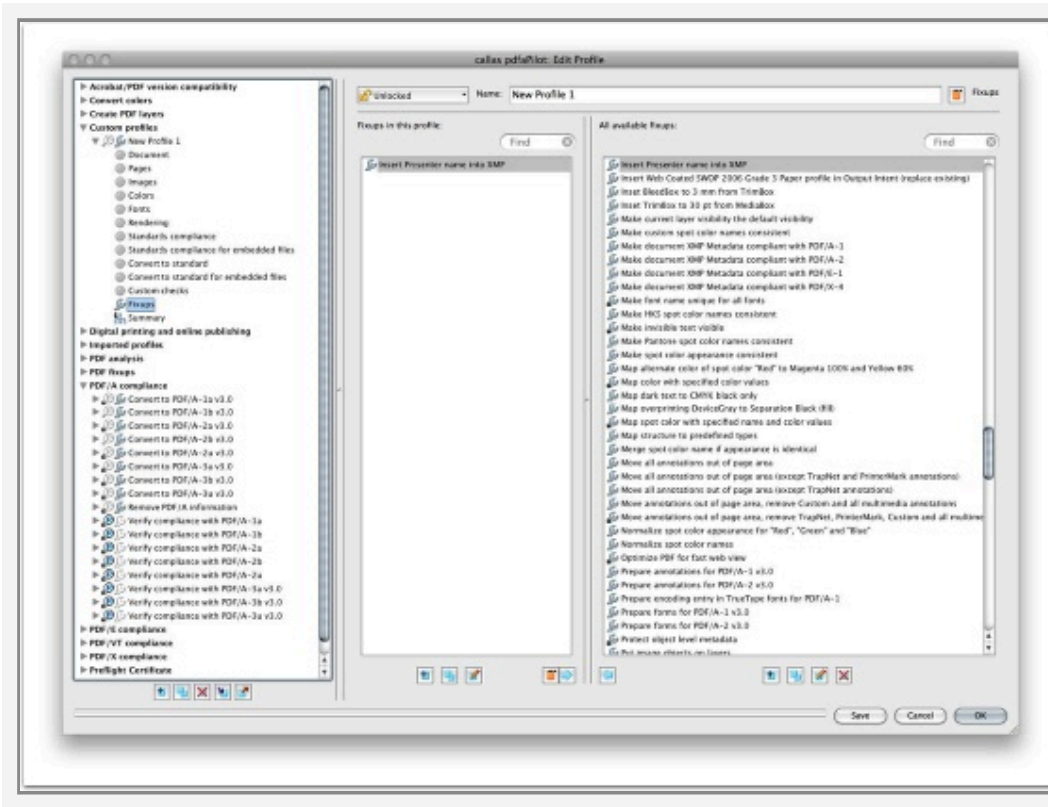 callas pdfaPilot: Edit Profile
Acrobat/PDF version compatibility
Convert colors
Create PDF layers
Custom profiles
New Profile 1
Document
Pages
Images
Colors
Fonts
Rendering
Standards compliance
Standards compliance for embedded files
Convert to standard
Convert to standard for embedded files
Custom checks
Fixups
Summary
Digital printing and online publishing
Imported profiles
PDF analysis
PDF fixups
PDF/A compliance
Convert to PDF/A-1a v3.0
Convert to PDF/A-1b v3.0
Convert to PDF/A-2a v3.0
Convert to PDF/A-2b v3.0
Convert to PDF/A-2a v3.0
Convert to PDF/A-3a v3.0
Convert to PDF/A-3b v3.0
Convert to PDF/A-3a v3.0
Remove PDF/A information
Verify compliance with PDF/A-1a
Verify compliance with PDF/A-1b
Verify compliance with PDF/A-2a
Verify compliance with PDF/A-2b
Verify compliance with PDF/A-2a
Verify compliance with PDF/A-3a v3.0
Verify compliance with PDF/A-3b v3.0
Verify compliance with PDF/A-3a v3.0
PDF/E compliance
PDF/VT compliance
PDF/X compliance
Preflight Certificate
Unlocked
Name: New Profile 1
Fixups
Fixups in this profile:
Find
Insert Presenter name into XMP
All available fixups:
Find
Insert Presenter name into XMP
Insert Web Coated SWOP 2006 Grade 3 Paper profile in Output Intent (replace existing)
Inset BleedBox to 3 mm from TrimBox
Inset TrimBox to 30 pt from MediaBox
Make current layer visibility the default visibility
Make custom spot color names consistent
Make document XMP Metadata compliant with PDF/A-1
Make document XMP Metadata compliant with PDF/A-2
Make document XMP Metadata compliant with PDF/E-1
Make document XMP Metadata compliant with PDF/X-4
Make font name unique for all fonts
Make HKS spot color names consistent
Make invisible text visible
Make Pantone spot color names consistent
Make spot color appearance consistent
Map alternate color of spot color "Red" to Magenta 100% and Yellow 60%
Map color with specified color values
Map dark text to CMYK black only
Map overprinting DeviceGray to Separation Black (fill)
Map spot color with specified name and color values
Map structure to predefined types
Merge spot color name if appearance is identical
Move all annotations out of page area
Move all annotations out of page area (except TrapNet and PrinterMark annotations)
Move all annotations out of page area (except TrapNet annotations)
Move annotations out of page area, remove Custom and all multimedia annotations
Move annotations out of page area, remove TrapNet, PrinterMark, Custom and all multime
Normalize spot color appearance for "Red", "Green" and "Blue"
Normalize spot color names
Optimize PDF for fast web view
Prepare annotations for PDF/A-1 v3.0
Prepare annotations for PDF/A-2 v3.0
Prepare encoding entry in TrueType fonts for PDF/A-1
Prepare forms for PDF/A-1 v3.0
Prepare forms for PDF/A-2 v3.0
Protect object level metadata
Put image objects on layers
Save
Cancel
OK